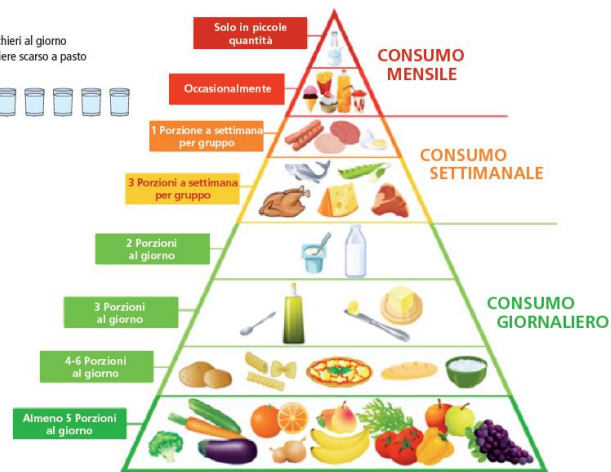 Solo in piccole
quantità
CONSUMO
MENSILE
al giorno
scarso a pasto
Occasionalmente
1 Porzione a settimana
per gruppo
CONSUMO
SETTIMANALE
3 Porzioni a settimana
per gruppo
2 Porzioni
al giorno
3 Porzioni
al giorno
CONSUMO
GIORNALIERO
4-6 Porzioni
al giorno
Almeno 5 Porzioni
al giorno